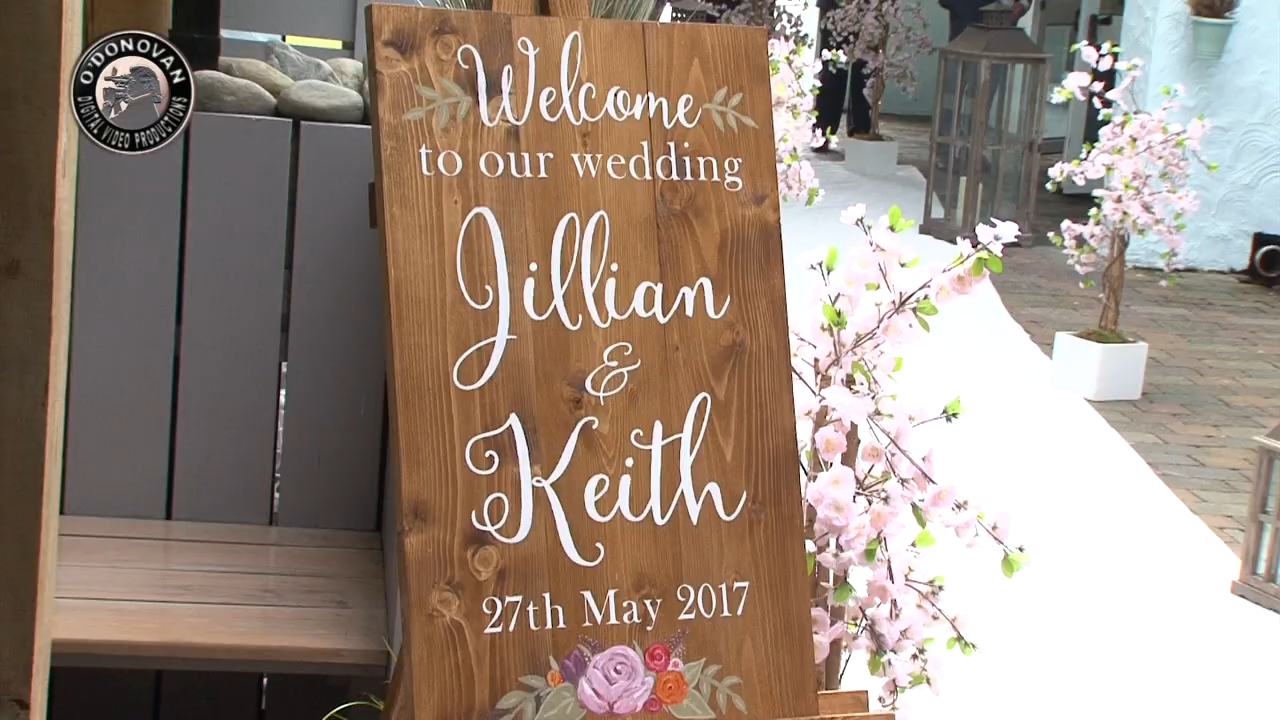 O'DONOVAN
DIGITAL VIDEO PRODUCTIONS
Welcome
to our wedding
Jillian
&
Keith
27th May 2017